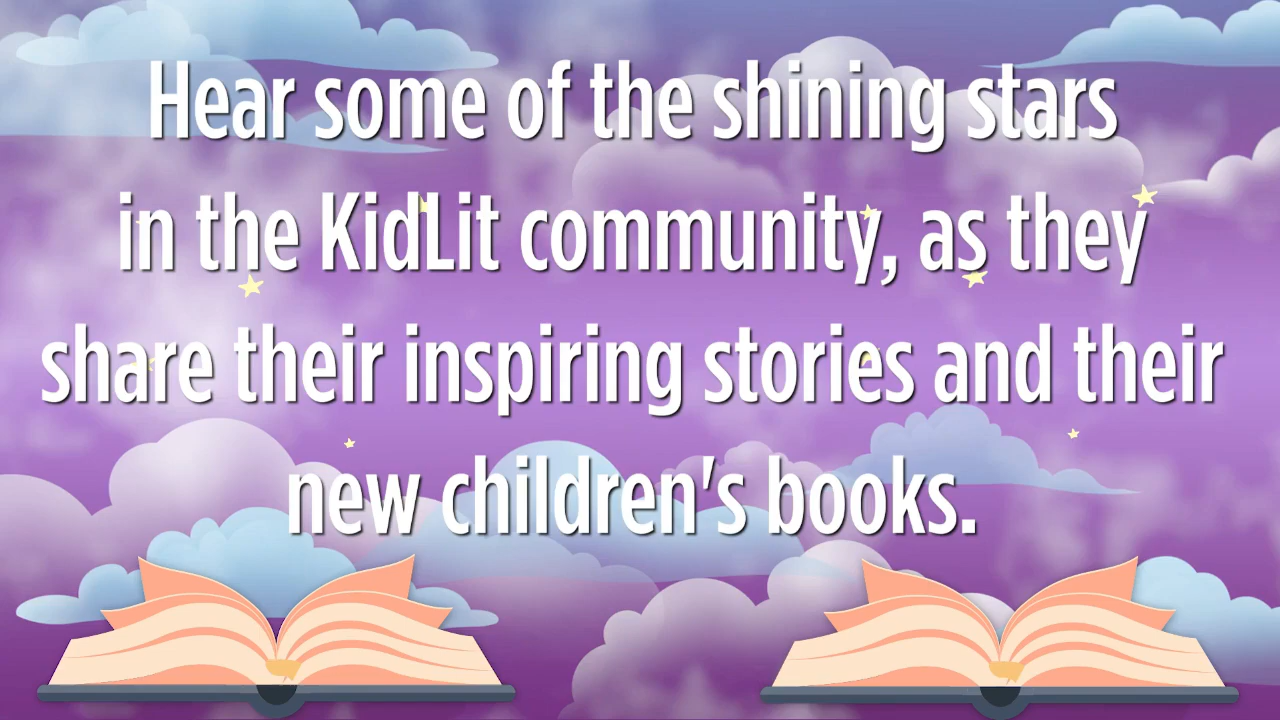 Hear some of the shining stars
in the KidLit community, as they
share their inspiring stories and their
new children's books.